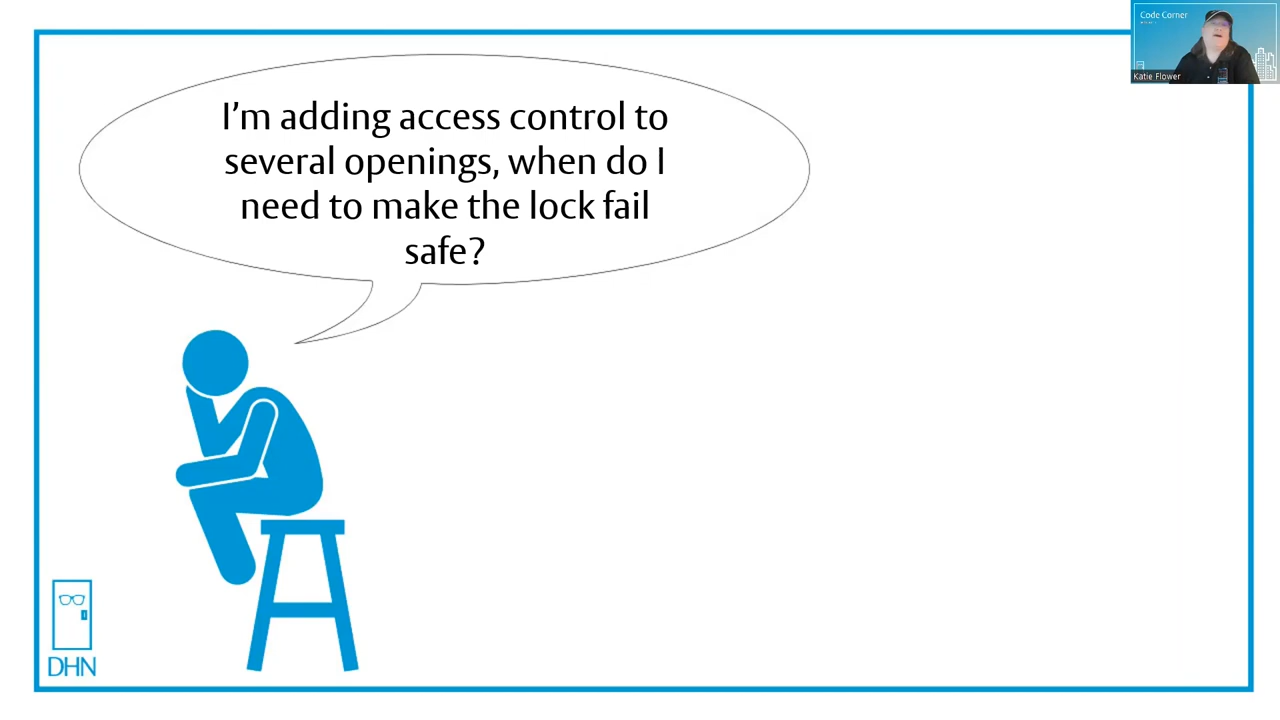 Code Corner
Katie Flower
I'm adding access control to
several openings, when do I
need to make the lock fail
safe?
DHN